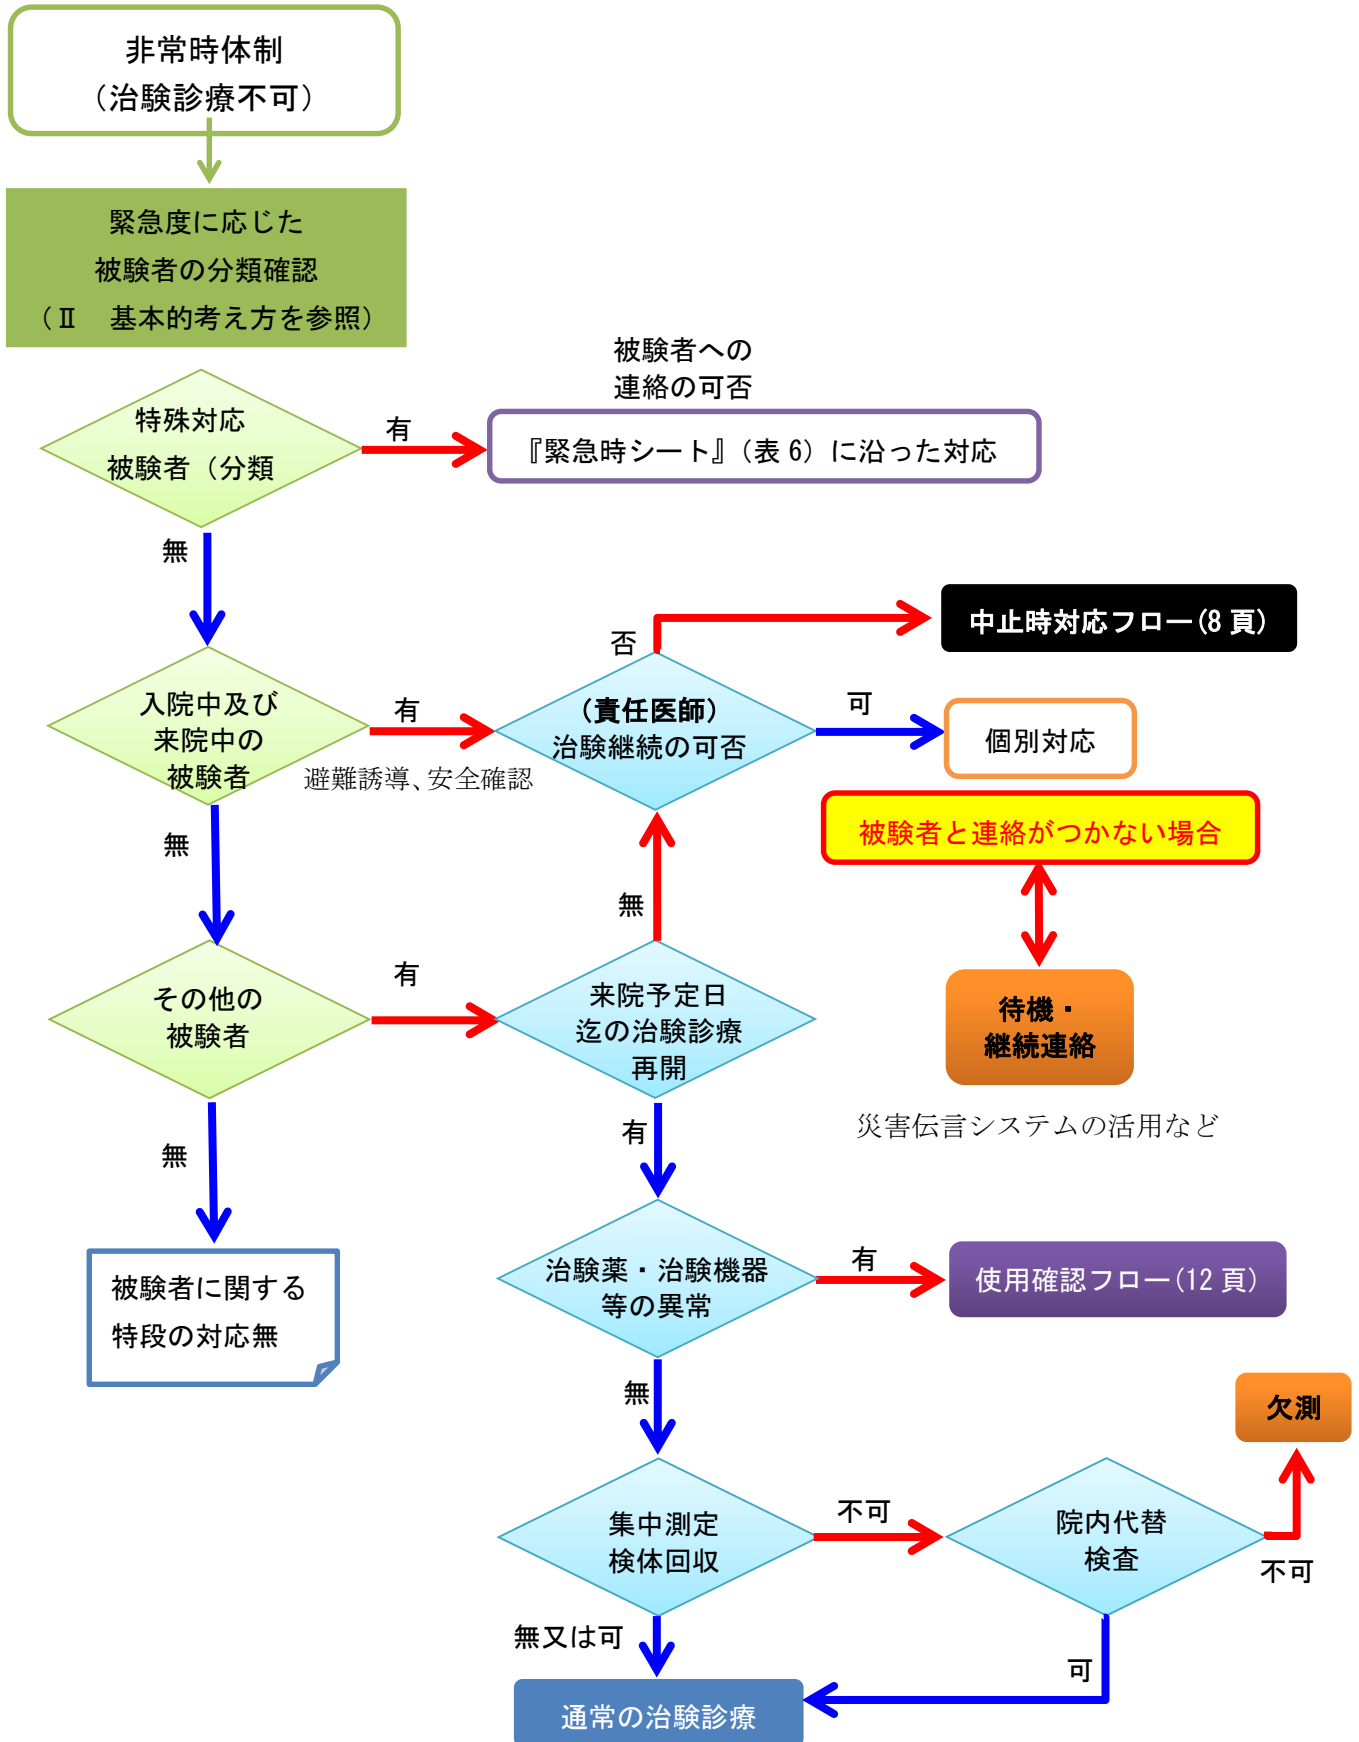 非常時体制
（治験診療不可）
緊急度に応じた
被験者の分類確認
（Ⅱ　基本的考え方を参照）
被験者への
連絡の可否
特殊対応
被験者（分類
有
『緊急時シート』（表 6）に沿った対応
無
中止時対応フロー(8 頁)
否
入院中及び
来院中の
被験者
有
避難誘導、安全確認
（責任医師）
治験継続の可否
可
個別対応
被験者と連絡がつかない場合
無
無
その他の
被験者
有
来院予定日
迄の治験診療
再開
待機・
継続連絡
災害伝言システムの活用など
無
有
被験者に関する
特段の対応無
治験薬・治験機器
等の異常
有
使用確認フロー(12 頁)
無
欠測
集中測定
検体回収
不可
院内代替
検査
不可
無又は可
可
通常の治験診療